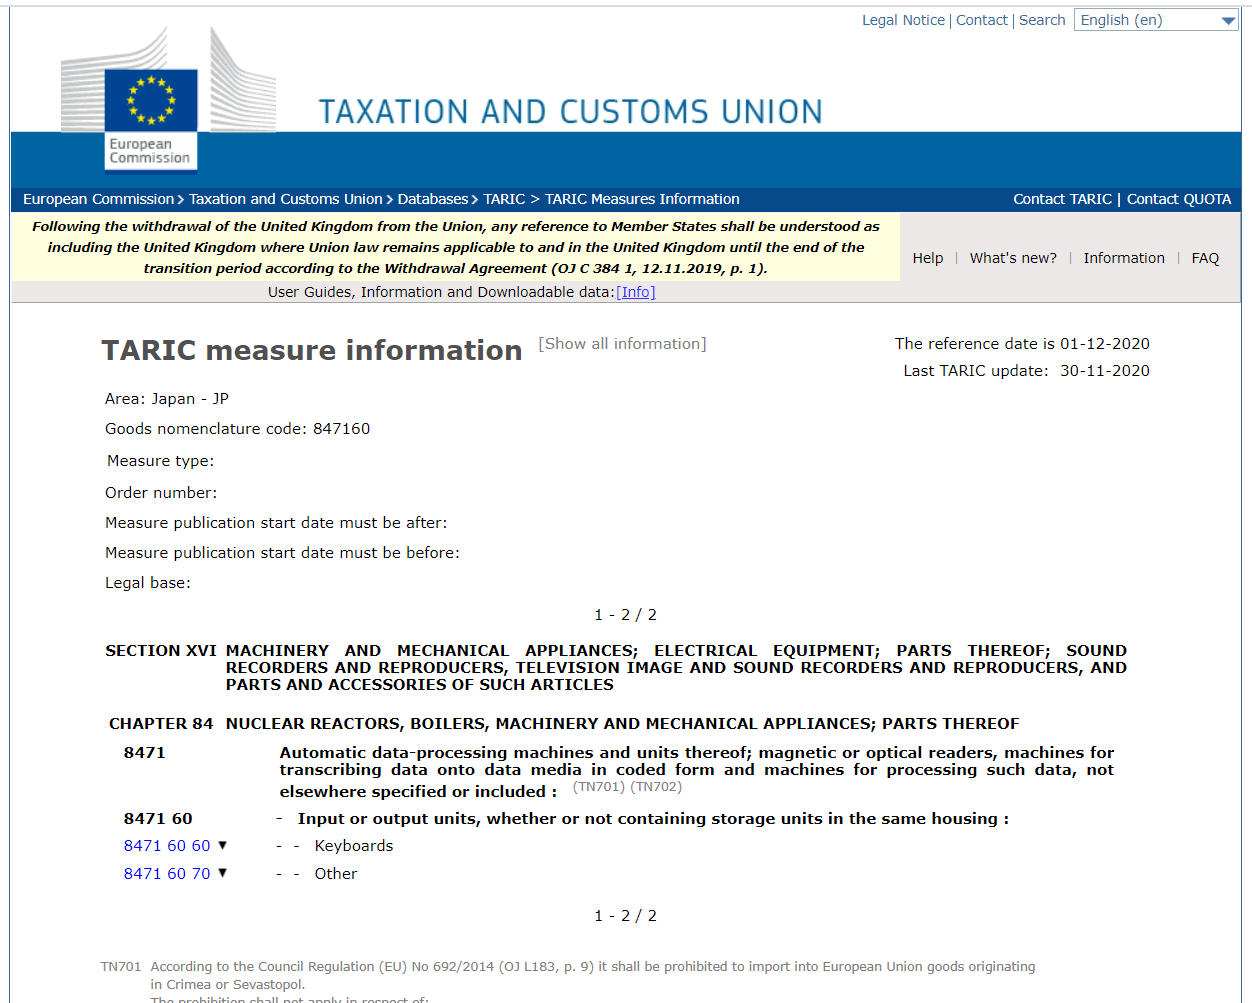 Legal Notice | Contact | Search English (en)
TAXATION AND CUSTOMS UNION
European
Commission
European Commission > Taxation and Customs Union > Databases > TARIC > TARIC Measures Information Contact TARIC | Contact QUOTA
Following the withdrawal of the United Kingdom from the Union, any reference to Member States shall be understood as
including the United Kingdom where Union law remains applicable to and in the United Kingdom until the end of the
transition period according to the Withdrawal Agreement (OJ C 384 1, 12.11.2019, p. 1).
Help | What's new? | Information | FAQ
User Guides, Information and Downloadable data:[Info]
TARIC measure information [Show all information] The reference date is 01-12-2020
Last TARIC update: 30-11-2020
Area: Japan - JP
Goods nomenclature code: 847160
Measure type:
Order number:
Measure publication start date must be after:
Measure publication start date must be before:
Legal base:
1 - 2 / 2
SECTION XVI MACHINERY AND MECHANICAL APPLIANCES; ELECTRICAL EQUIPMENT; PARTS THEREOF; SOUND
RECORDERS AND REPRODUCERS, TELEVISION IMAGE AND SOUND RECORDERS AND REPRODUCERS, AND
PARTS AND ACCESSORIES OF SUCH ARTICLES
CHAPTER 84 NUCLEAR REACTORS, BOILERS, MACHINERY AND MECHANICAL APPLIANCES; PARTS THEREOF
8471 Automatic data-processing machines and units thereof; magnetic or optical readers, machines for
transcribing data onto data media in coded form and machines for processing such data, not
elsewhere specified or included : (TN701) (TN702)
8471 60 - Input or output units, whether or not containing storage units in the same housing :
8471 60 60 ▼ - - Keyboards
8471 60 70 ▼ - - Other
1 - 2 / 2
TN701 According to the Council Regulation (EU) No 692/2014 (OJ L183, p. 9) it shall be prohibited to import into European Union goods originating
in Crimea or Sevastopol.
The prohibition shall not apply in respect of: